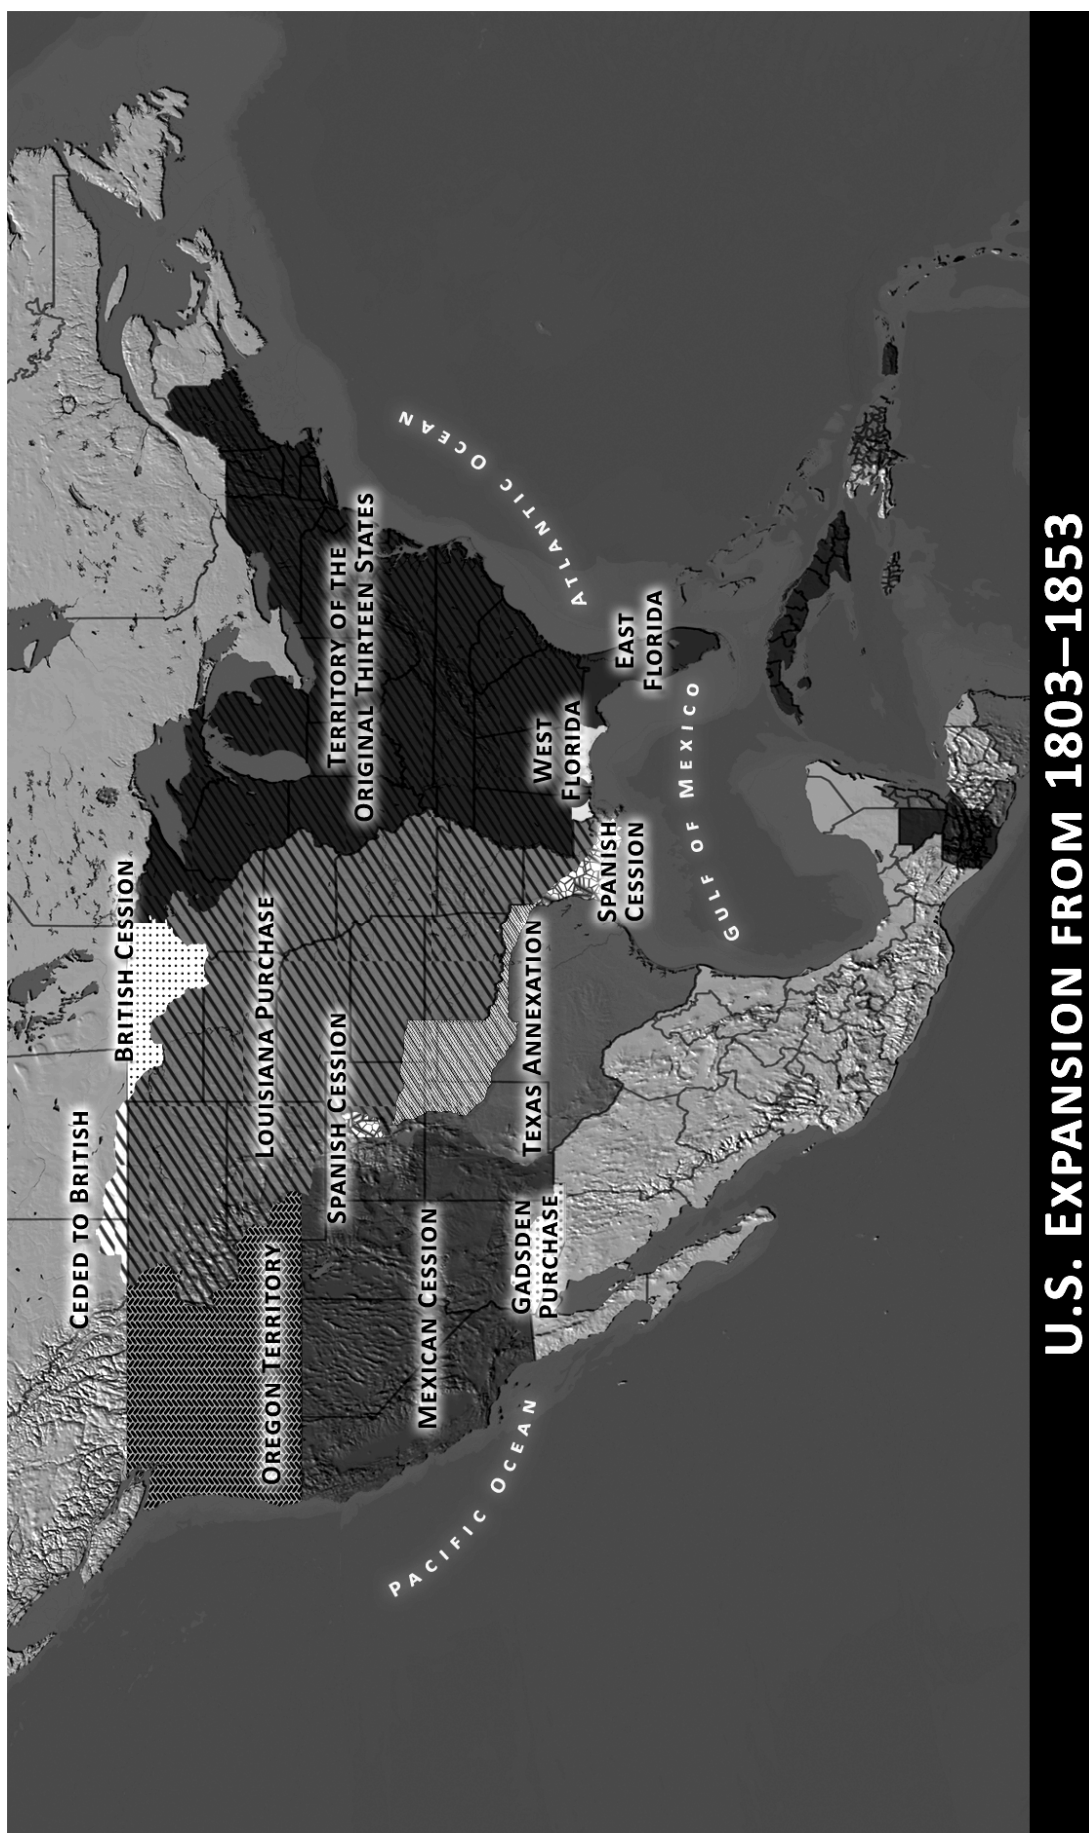 CEDED TO BRITISH
BRITISH CESSION
OREGON TERRITORY
LOUISIANA PURCHASE
SPANISH CESSION
TERRITORY OF THE
ORIGINAL THIRTEEN STATES
MEXICAN CESSION
GADSDEN
PURCHASE
TEXAS ANNEXATION
SPANISH
CESSION
WEST
FLORIDA
EAST
FLORIDA
PACIFIC OCEAN
GULF OF MEXICO
ATLANTIC OCEAN
U.S. EXPANSION FROM 1803–1853